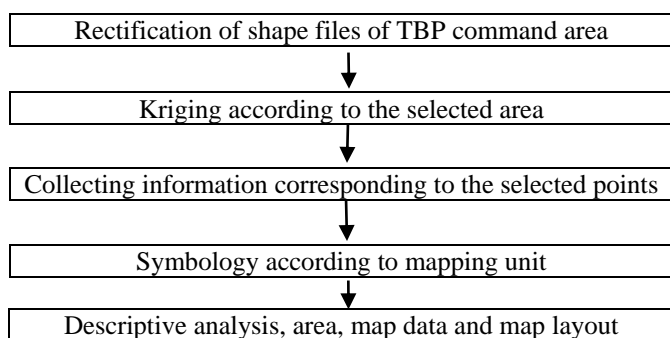 Rectification of shape files of TBP command area
Kriging according to the selected area
Collecting information corresponding to the selected points
Symbology according to mapping unit
Descriptive analysis, area, map data and map layout